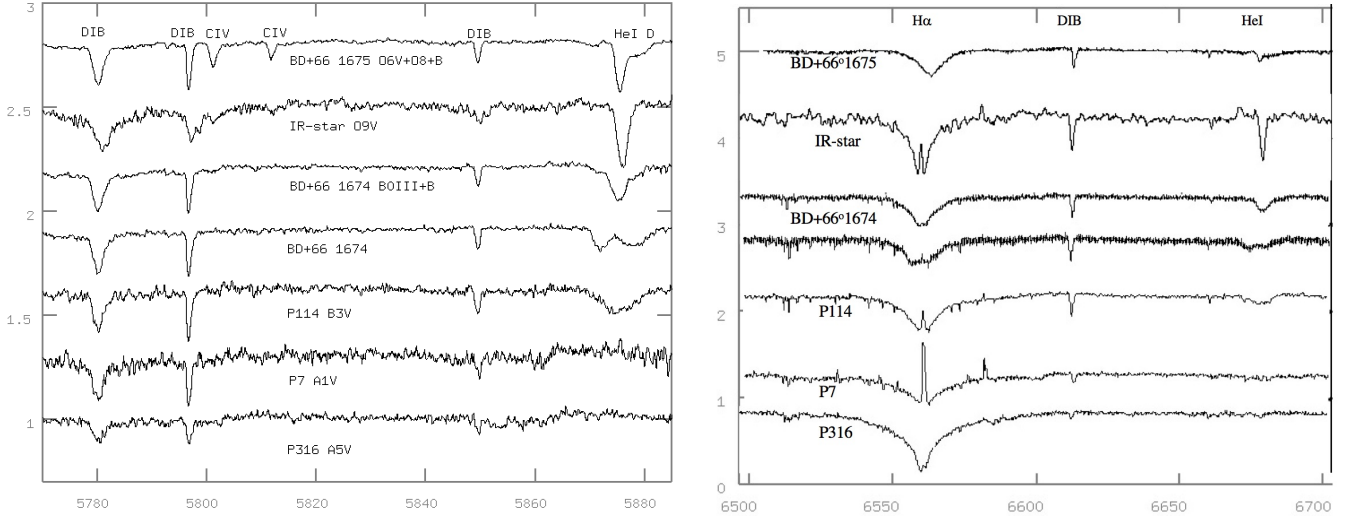 DIB DIB CIV CIV DIB HeI D
BD+66 1675 O6V+O8+B
IR-star O9V
BD+66 1674 BOIII+B
BD+66 1674
P114 B3V
P7 A1V
P316 A5V
3
2.5
2
1.5
1
5780 5800 5820 5840 5860 5880
Hα DIB HeI
BD+66º1675
IR-star
BD+66º1674
P114
P7
P316
5
4
3
2
1
0
6500 6550 6600 6650 6700